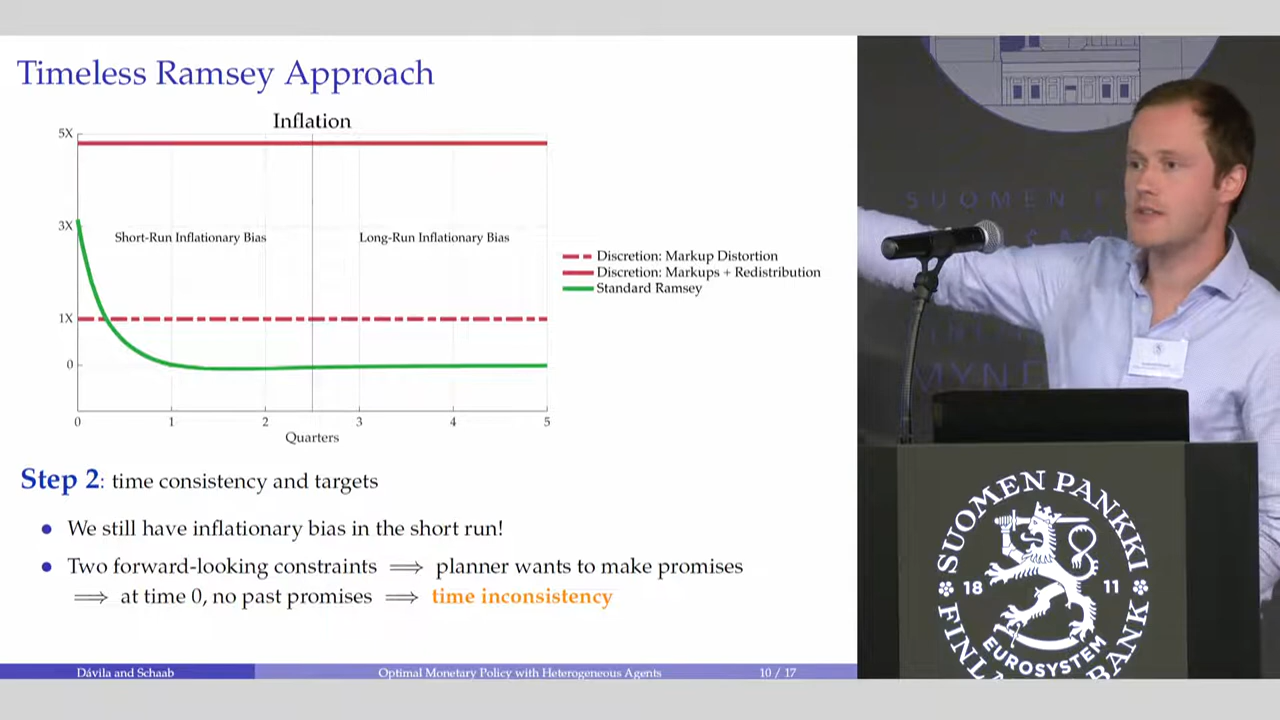 Timeless Ramsey Approach
Inflation
5X
3X
1X
0
Short-Run Inflationary Bias
Long-Run Inflationary Bias
0 1 2 3 4 5
Quarters
Discretion: Markup Distortion
Discretion: Markups + Redistribution
Standard Ramsey
Step 2: time consistency and targets
• We still have inflationary bias in the short run!
• Two forward-looking constraints ⟹ planner wants to make promises
⟹ at time 0, no past promises ⟹ time inconsistency
Dávila and Schaab
Optimal Monetary Policy with Heterogeneous Agents
10 / 17
SUOMEN
SUOMEN PANKKI
18 11
EUROSYSTEM